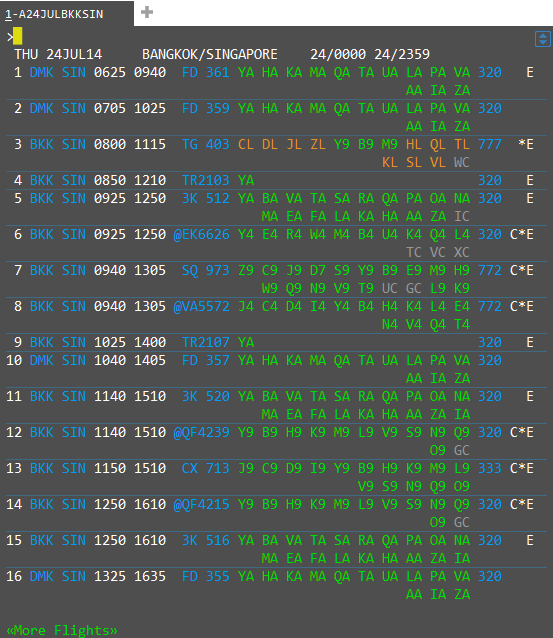 1-A24JULBKKSIN
>
THU 24JUL14 BANGKOK/SINGAPORE 24/0000 24/2359
1 DMK SIN 0625 0940 FD 361 YA HA KA MA QA TA UA LA PA VA 320 E
AA IA ZA
2 DMK SIN 0705 1025 FD 359 YA HA KA MA QA TA UA LA PA VA 320
AA IA ZA
3 BKK SIN 0800 1115 TG 403 CL DL JL ZL Y9 B9 M9 HL QL TL 777 *E
KL SL VL WC
4 BKK SIN 0850 1210 TR2103 YA 320 E
5 BKK SIN 0925 1250 3K 512 YA BA VA TA SA RA QA PA OA NA 320 E
MA EA FA LA KA HA AA ZA IC
6 BKK SIN 0925 1250 @EK6626 Y4 E4 R4 W4 M4 B4 U4 K4 Q4 L4 320 C*E
TC VC XC
7 BKK SIN 0940 1305 SQ 973 Z9 C9 J9 D7 S9 Y9 B9 E9 M9 H9 772 C*E
W9 Q9 N9 V9 T9 UC GC L9 K9
8 BKK SIN 0940 1305 @VA5572 J4 C4 D4 I4 Y4 B4 H4 K4 L4 E4 772 C*E
N4 V4 Q4 T4
9 BKK SIN 1025 1400 TR2107 YA 320 E
10 DMK SIN 1040 1405 FD 357 YA HA KA MA QA TA UA LA PA VA 320
AA IA ZA
11 BKK SIN 1140 1510 3K 520 YA BA VA TA SA RA QA PA OA NA 320 E
MA EA FA LA KA HA AA ZA IA
12 BKK SIN 1140 1510 @QF4239 Y9 B9 H9 K9 M9 L9 V9 S9 N9 Q9 320 C*E
O9 GC
13 BKK SIN 1150 1510 CX 713 J9 C9 D9 I9 Y9 B9 H9 K9 M9 L9 333 C*E
V9 S9 N9 Q9 O9
14 BKK SIN 1250 1610 @QF4215 Y9 B9 H9 K9 M9 L9 V9 S9 N9 Q9 320 C*E
O9 GC
15 BKK SIN 1250 1610 3K 516 YA BA VA TA SA RA QA PA OA NA 320 E
MA EA FA LA KA HA AA ZA IA
16 DMK SIN 1325 1635 FD 355 YA HA KA MA QA TA UA LA PA VA 320
AA IA ZA
«More Flights»